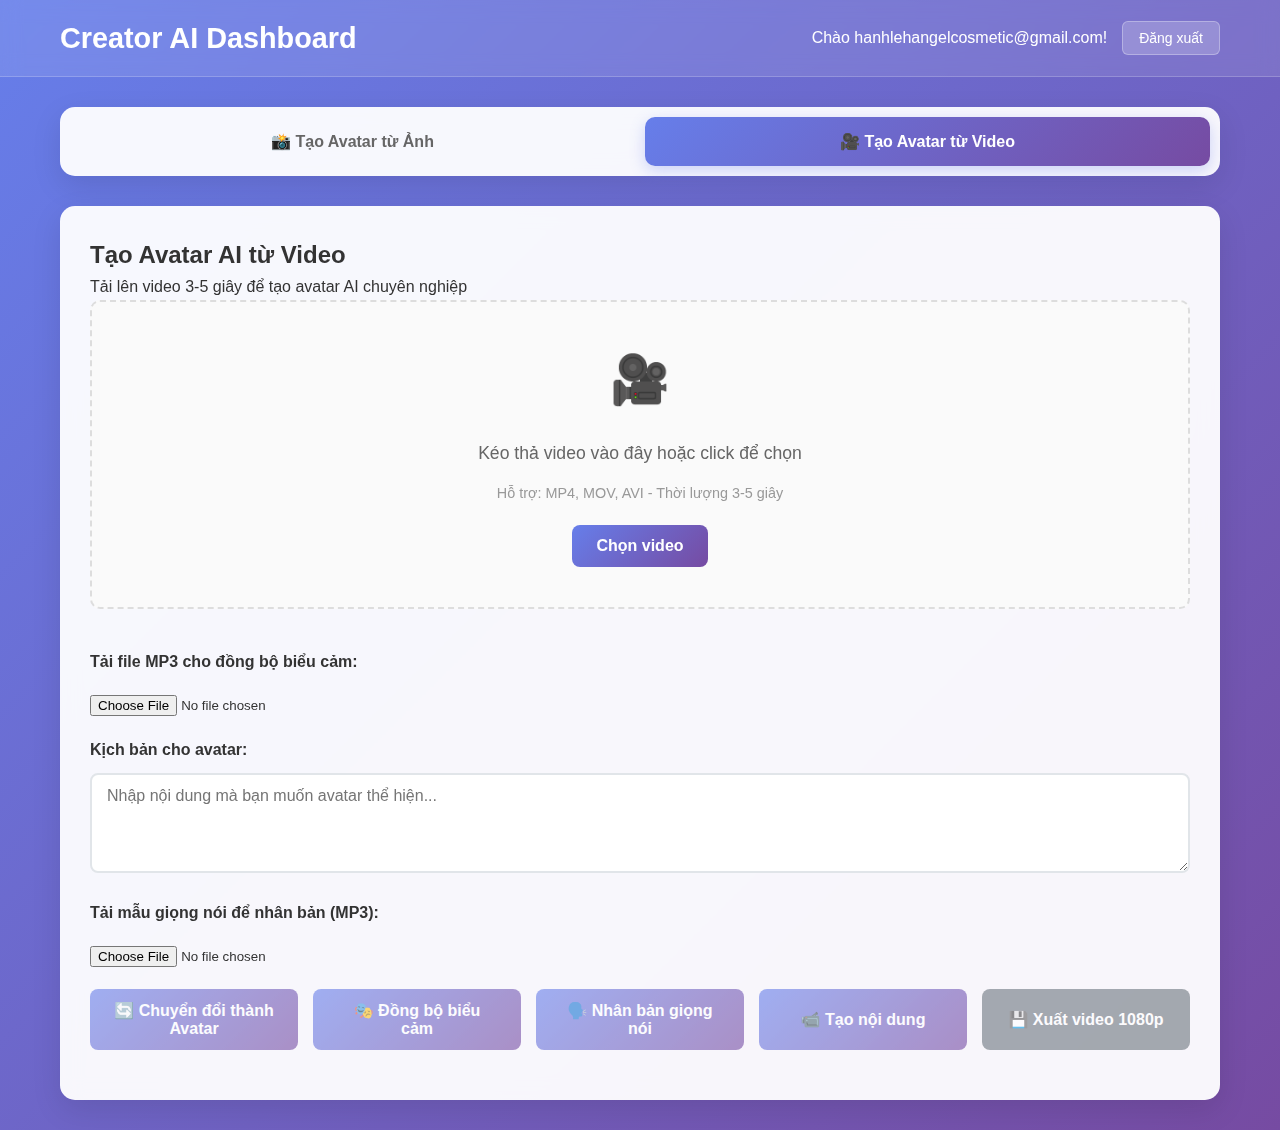 Creator AI Dashboard
Chào hanhlehangelcosmetic@gmail.com!
Đăng xuất
📸 Tạo Avatar từ Ảnh
🎥 Tạo Avatar từ Video
Tạo Avatar AI từ Video
Tải lên video 3-5 giây để tạo avatar AI chuyên nghiệp
Kéo thả video vào đây hoặc click để chọn
Hỗ trợ: MP4, MOV, AVI - Thời lượng 3-5 giây
Chọn video
Tải file MP3 cho đồng bộ biểu cảm:
Choose File No file chosen
Kịch bản cho avatar:
Nhập nội dung mà bạn muốn avatar thể hiện...
Tải mẫu giọng nói để nhân bản (MP3):
Choose File No file chosen
🔄 Chuyển đổi thành
Avatar
🎭 Đồng bộ biểu
cảm
🗣️ Nhân bản giọng
nói
📹 Tạo nội dung
💾 Xuất video 1080p